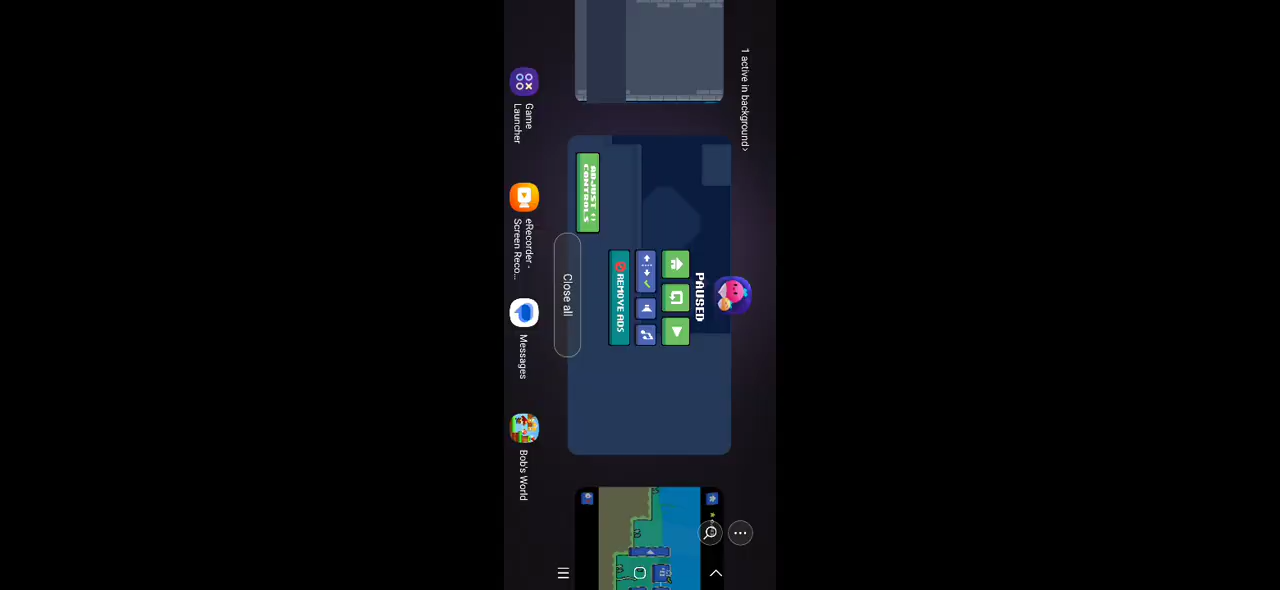 1 active in background >
PAUSED
REMOVE ADS
ADJUST
CONTROLS
Close all
Game
Launcher
eRecorder -
Screen Reco...
Messages
Bob's World